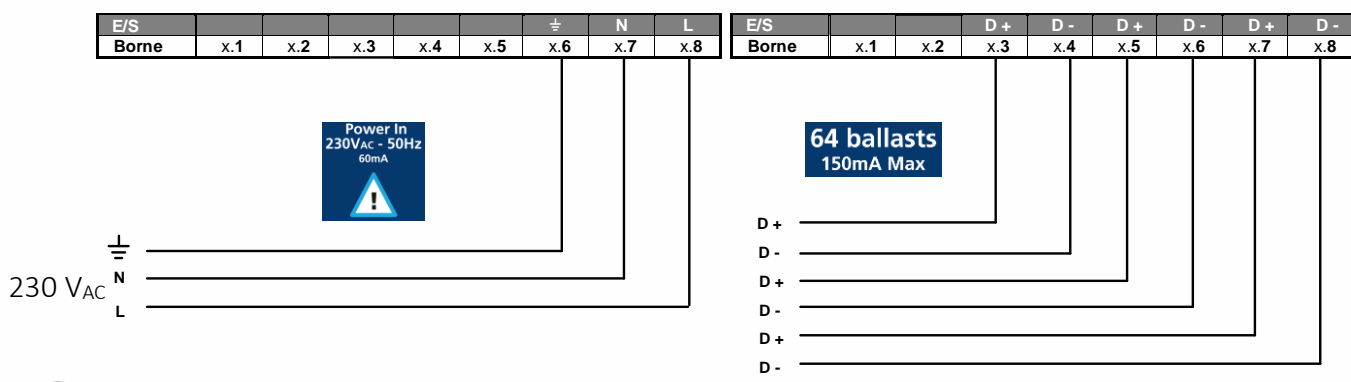 E/S ⏚ N L
Borne x.1 x.2 x.3 x.4 x.5 x.6 x.7 x.8
E/S D + D - D + D - D + D -
Borne x.1 x.2 x.3 x.4 x.5 x.6 x.7 x.8
Power In
230VAC - 50Hz
60mA
!
64 ballasts
150mA Max
230 VAC
N
L
D +
D -
D +
D -
D +
D -